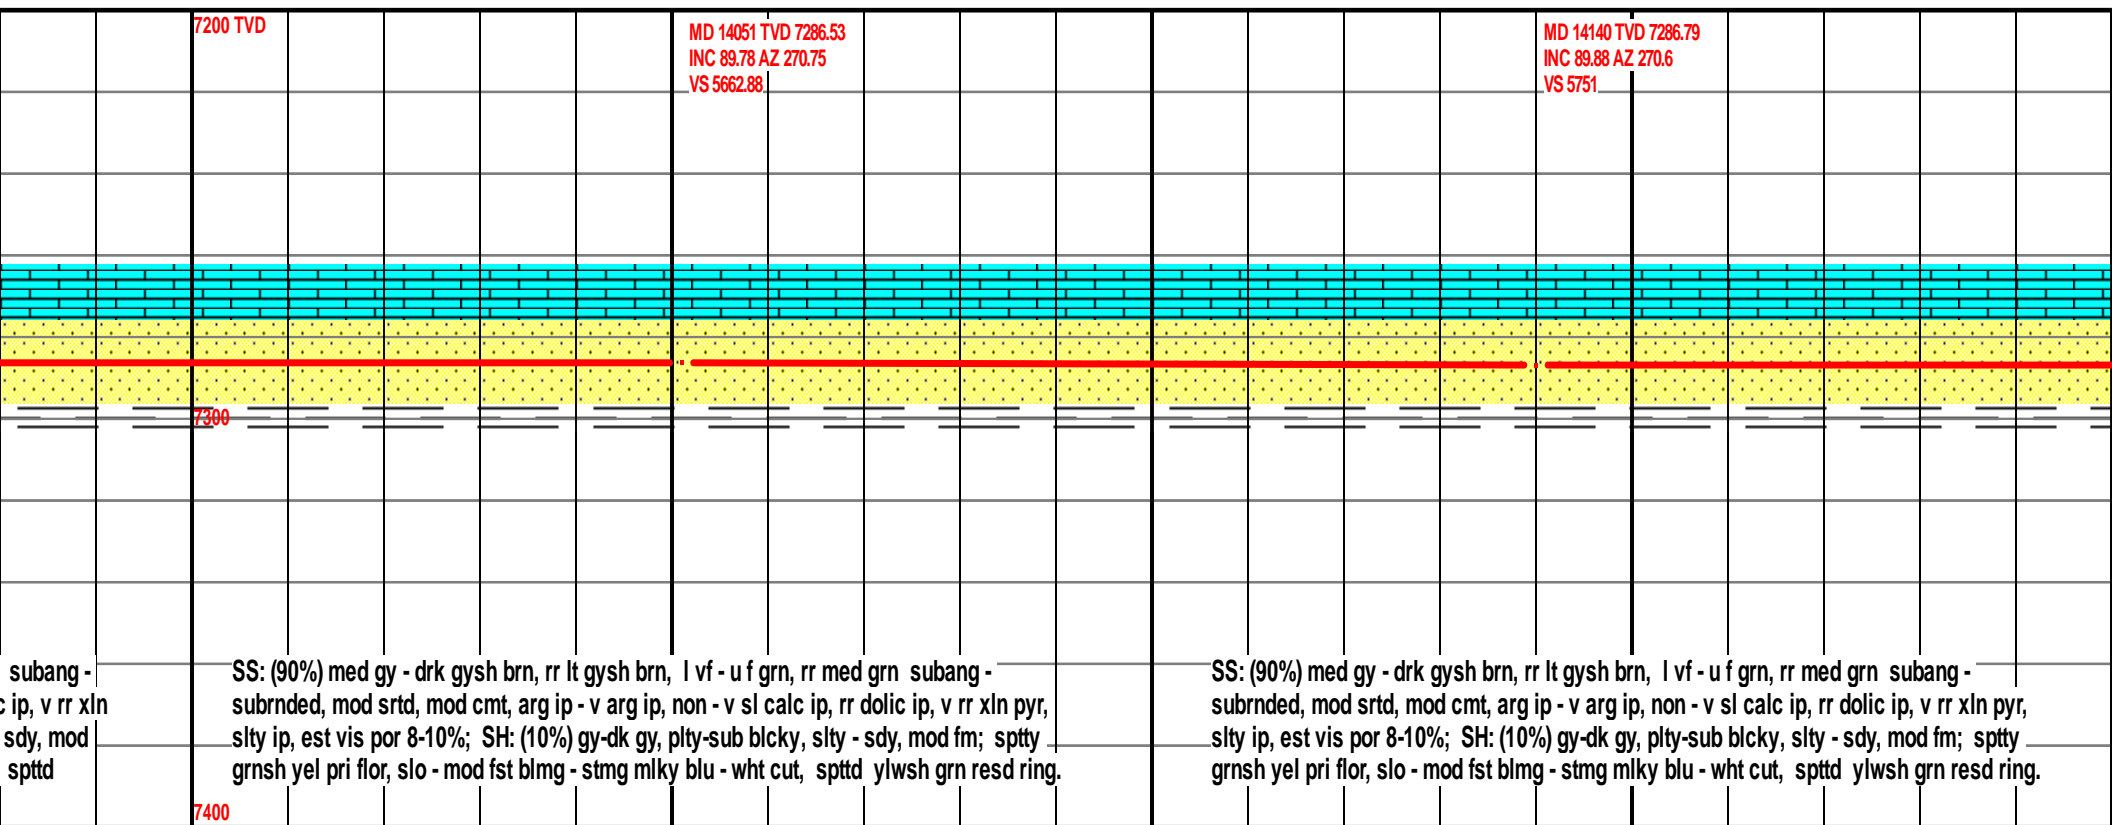 7200 TVD
MD 14051 TVD 7286.53
INC 89.78 AZ 270.75
VS 5662.88
MD 14140 TVD 7286.79
INC 89.88 AZ 270.6
VS 5751
7300
subang -
c ip, v rr xln
sdy, mod
spttd
SS: (90%) med gy - drk gysh brn, rr lt gysh brn, l vf - u f grn, rr med grn subang -
subrnded, mod srtd, mod cmt, arg ip - v arg ip, non - v sl calc ip, rr dolic ip, v rr xln pyr,
slty ip, est vis por 8-10%; SH: (10%) gy-dk gy, plty-sub blcky, slty - sdy, mod fm; sptty
grnsh yel pri flor, slo - mod fst blmg - stmg mlky blu - wht cut, spttd ylwsh grn resd ring.
SS: (90%) med gy - drk gysh brn, rr lt gysh brn, l vf - u f grn, rr med grn subang -
subrnded, mod srtd, mod cmt, arg ip - v arg ip, non - v sl calc ip, rr dolic ip, v rr xln pyr,
slty ip, est vis por 8-10%; SH: (10%) gy-dk gy, plty-sub blcky, slty - sdy, mod fm; sptty
grnsh yel pri flor, slo - mod fst blmg - stmg mlky blu - wht cut, spttd ylwsh grn resd ring.
7400